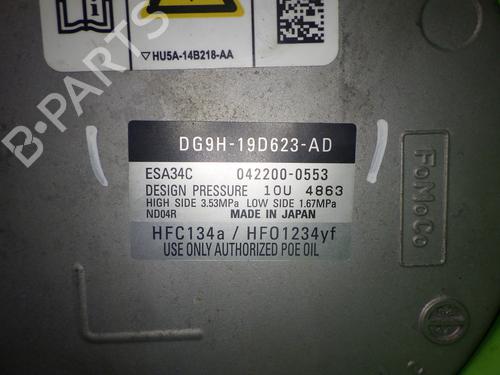 HU5A-14B218-AA
B-PARTS
DG9H-19D623-AD
ESA34C 042200-0553
DESIGN PRESSURE 10U 4863
HIGH SIDE 3.53MPa LOW SIDE 1.67MPa
ND04R MADE IN JAPAN
HFC134a / HFO1234yf
USE ONLY AUTHORIZED POE OIL
FoMoCo